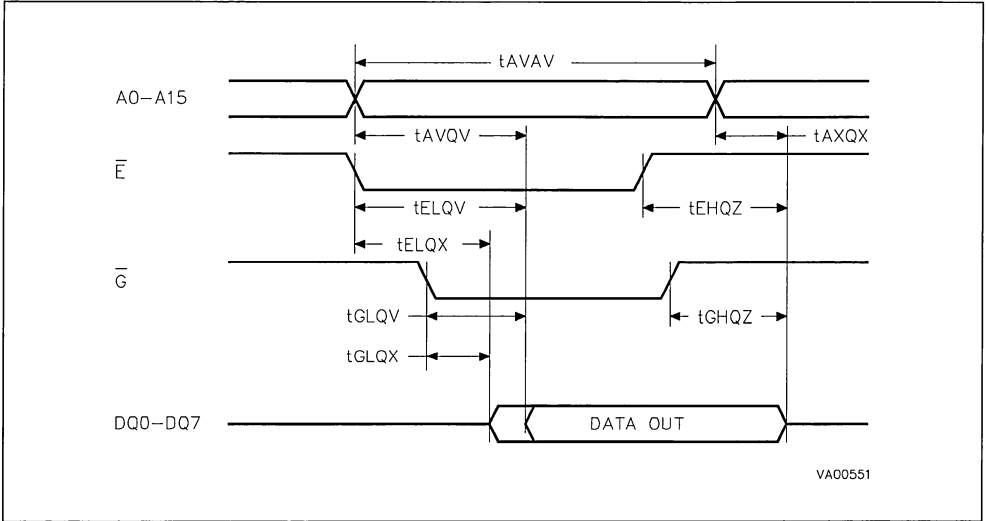 tAVAV
A0-A15
tAVQV
tAXQX
E
tELQV
tEHQZ
tELQX
G
tGLQV
tGHQZ
tGLQX
DQ0-DQ7
DATA OUT
VA00551